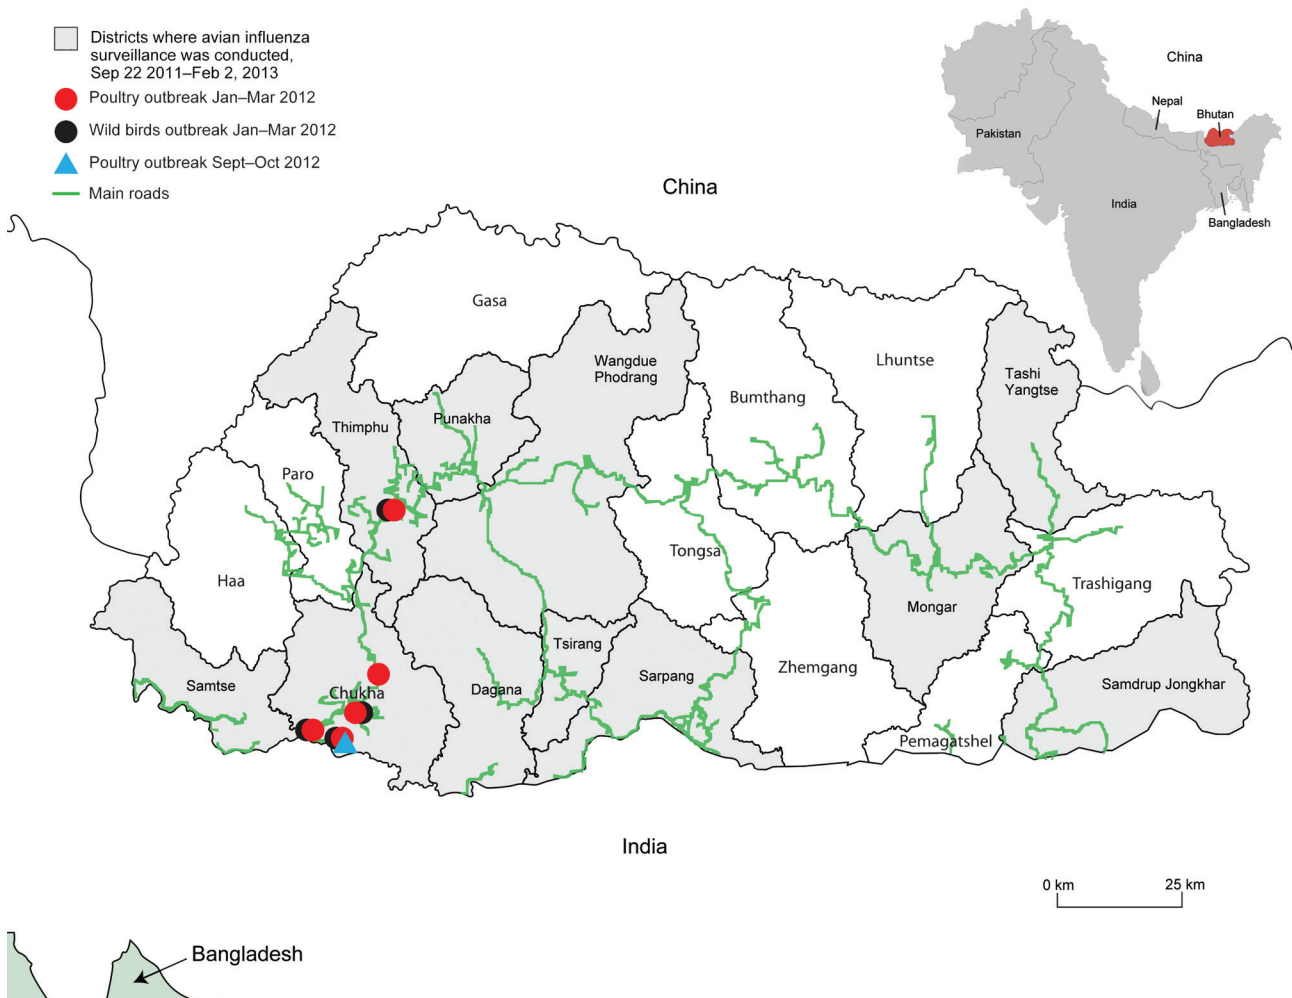 Districts where avian influenza
surveillance was conducted,
Sep 22 2011–Feb 2, 2013
Poultry outbreak Jan–Mar 2012
Wild birds outbreak Jan–Mar 2012
Poultry outbreak Sept–Oct 2012
Main roads
China
Nepal
Bhutan
Pakistan
India
Bangladesh
China
Gasa
Wangdue
Phodrang
Lhuntse
Tashi
Yangtse
Bumthang
Punakha
Thimphu
Paro
Tongsa
Haa
Trashigang
Mongar
Tsirang
Zhemgang
Sarpang
Samtse
Chukha
Dagana
Samdrup Jongkhar
Pemagatshel
India
0 km
25 km
Bangladesh